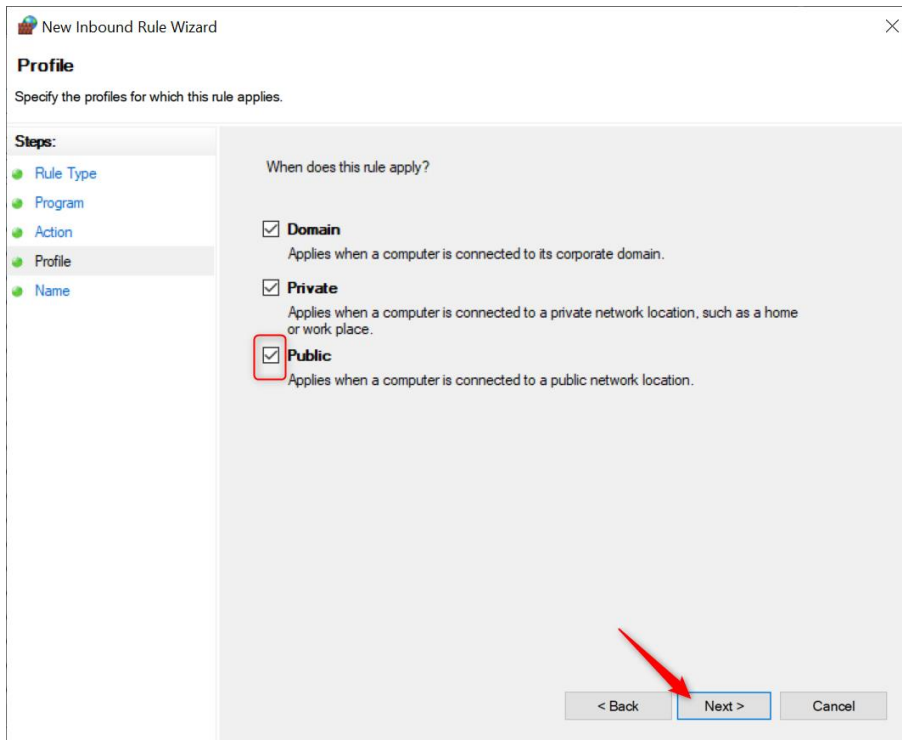 New Inbound Rule Wizard
Profile
Specify the profiles for which this rule applies.
Steps:
Rule Type
Program
Action
Profile
Name
When does this rule apply?
Domain
Applies when a computer is connected to its corporate domain.
Private
Applies when a computer is connected to a private network location, such as a home
or work place.
Public
Applies when a computer is connected to a public network location.
< Back
Next >
Cancel